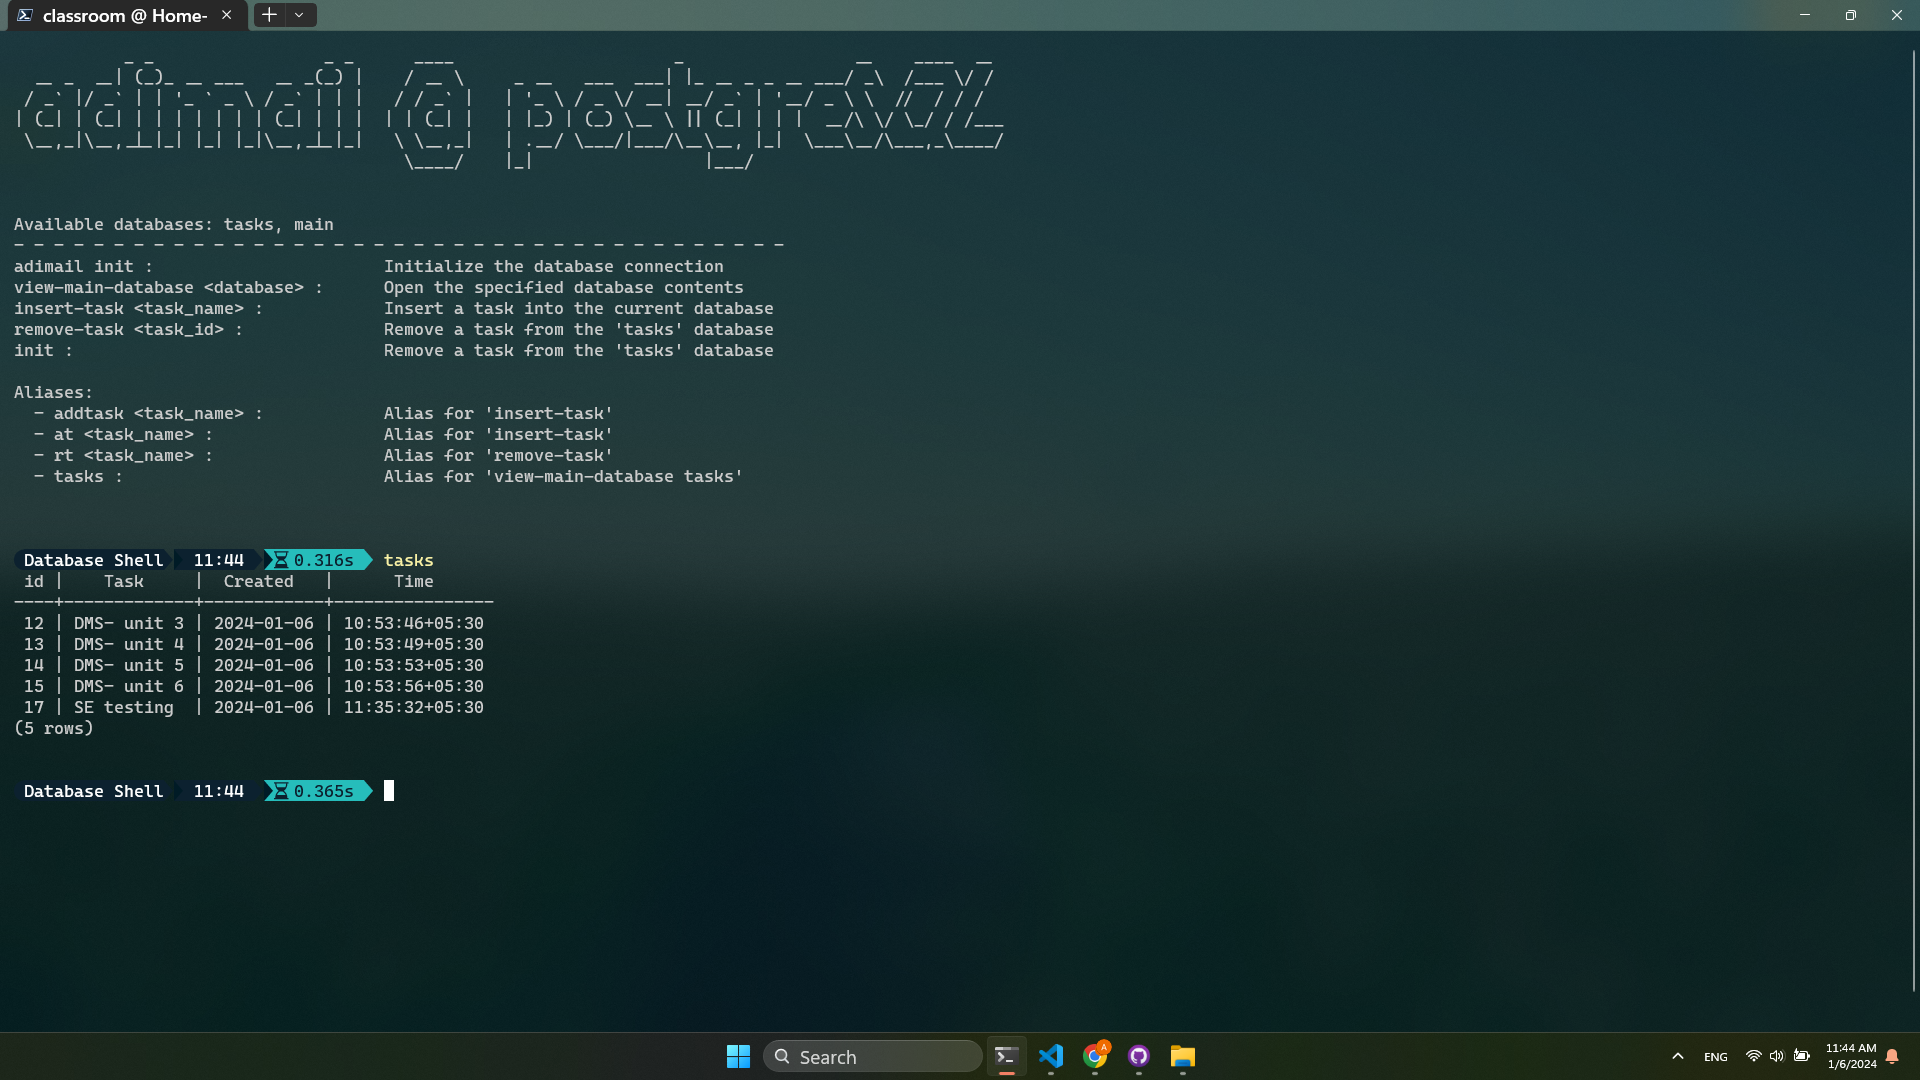 classroom @ Home-
adimail @ postgresVZ
Available databases: tasks, main
- - - - - - - - - - - - - - - - - - - - - - - - - - - - - - - - - - - - - - -
adimail init : Initialize the database connection
view-main-database <database> : Open the specified database contents
insert-task <task_name> : Insert a task into the current database
remove-task <task_id> : Remove a task from the 'tasks' database
init : Remove a task from the 'tasks' database
Aliases:
- addtask <task_name> : Alias for 'insert-task'
- at <task_name> : Alias for 'insert-task'
- rt <task_name> : Alias for 'remove-task'
- tasks : Alias for 'view-main-database tasks'
Database Shell 11:44 0.316s tasks
id | Task | Created | Time
----+-------------+------------+----------------
12 | DMS- unit 3 | 2024-01-06 | 10:53:46+05:30
13 | DMS- unit 4 | 2024-01-06 | 10:53:49+05:30
14 | DMS- unit 5 | 2024-01-06 | 10:53:53+05:30
15 | DMS- unit 6 | 2024-01-06 | 10:53:56+05:30
17 | SE testing | 2024-01-06 | 11:35:32+05:30
(5 rows)
Database Shell 11:44 0.365s
Search
A
ENG
11:44 AM
1/6/2024